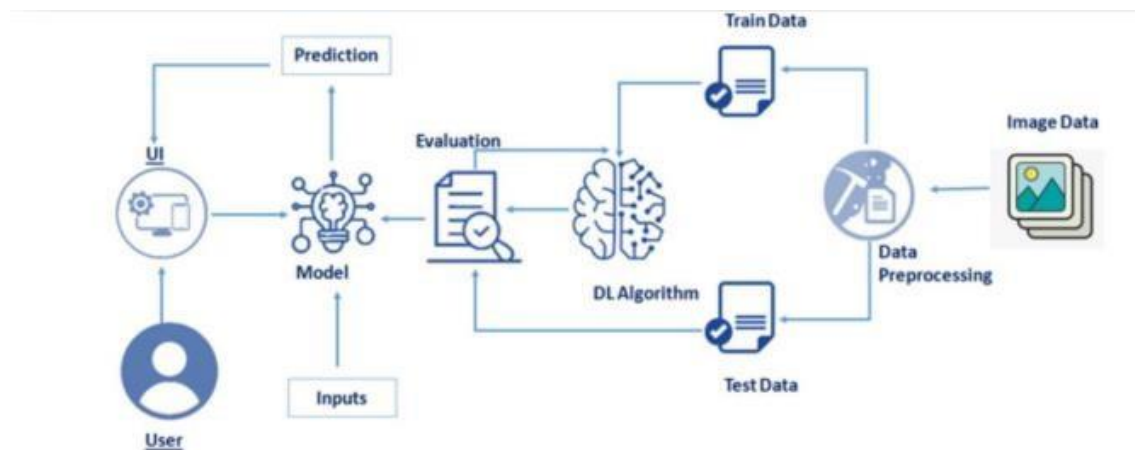 Train Data
Prediction
Image Data
Evaluation
UI
Data
Preprocessing
Model
DL Algorithm
Test Data
Inputs
User